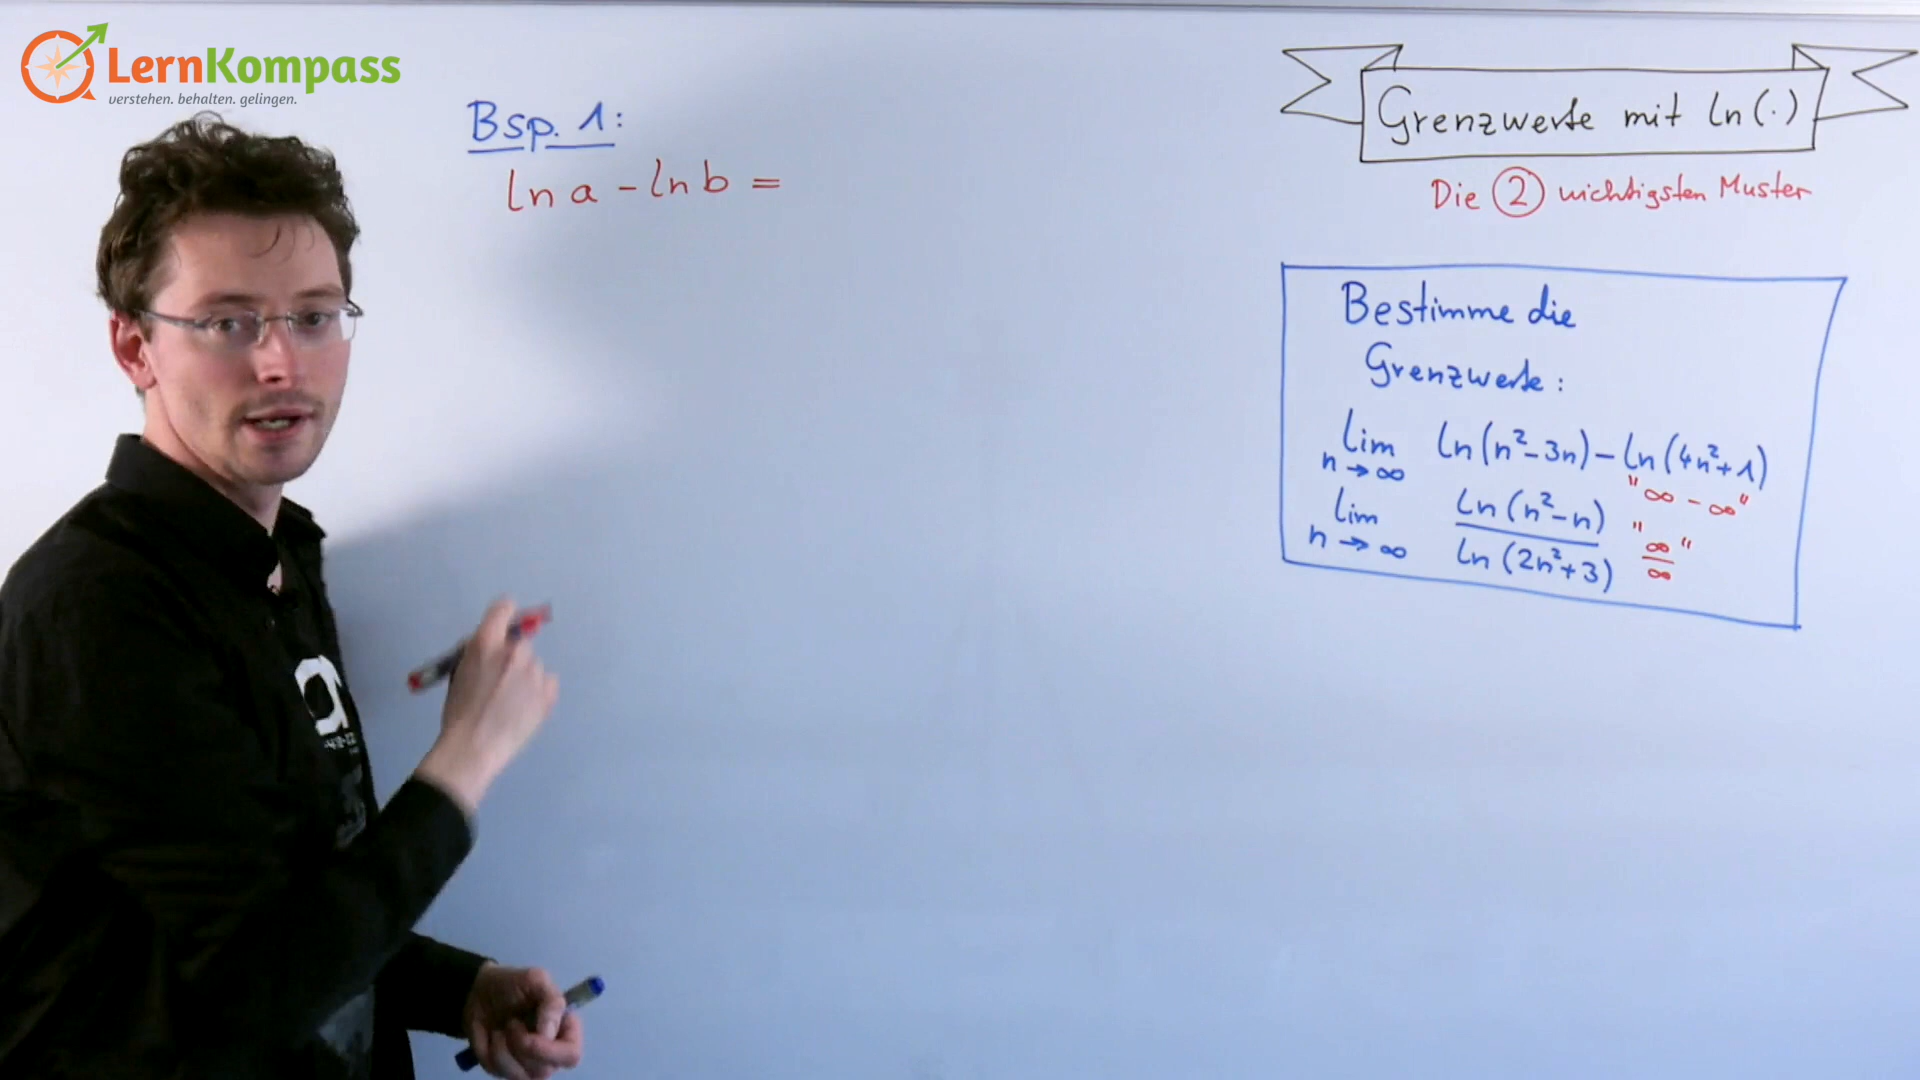 LernKompass
verstehen. behalten. gelingen.
Bsp. 1:
ln a - ln b =
Grenzwerte mit ln(·)
Die 2 wichtigsten Muster
Bestimme die
Grenzwerte:
lim n→∞ ln(n²-3n) - ln(4n²+1)
"∞ - ∞"
lim n→∞ ln(n²-n) / ln(2n²+3) "∞/∞"